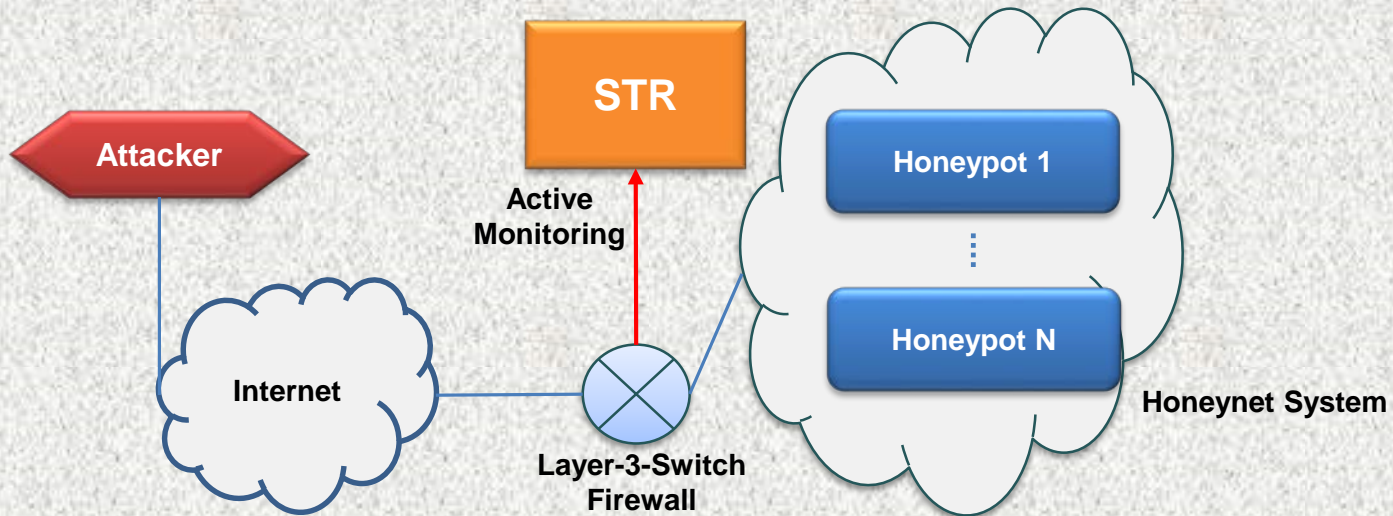 STR
Attacker
Honeypot 1
Active
Monitoring
Honeypot N
Internet
Honeynet System
Layer-3-Switch
Firewall